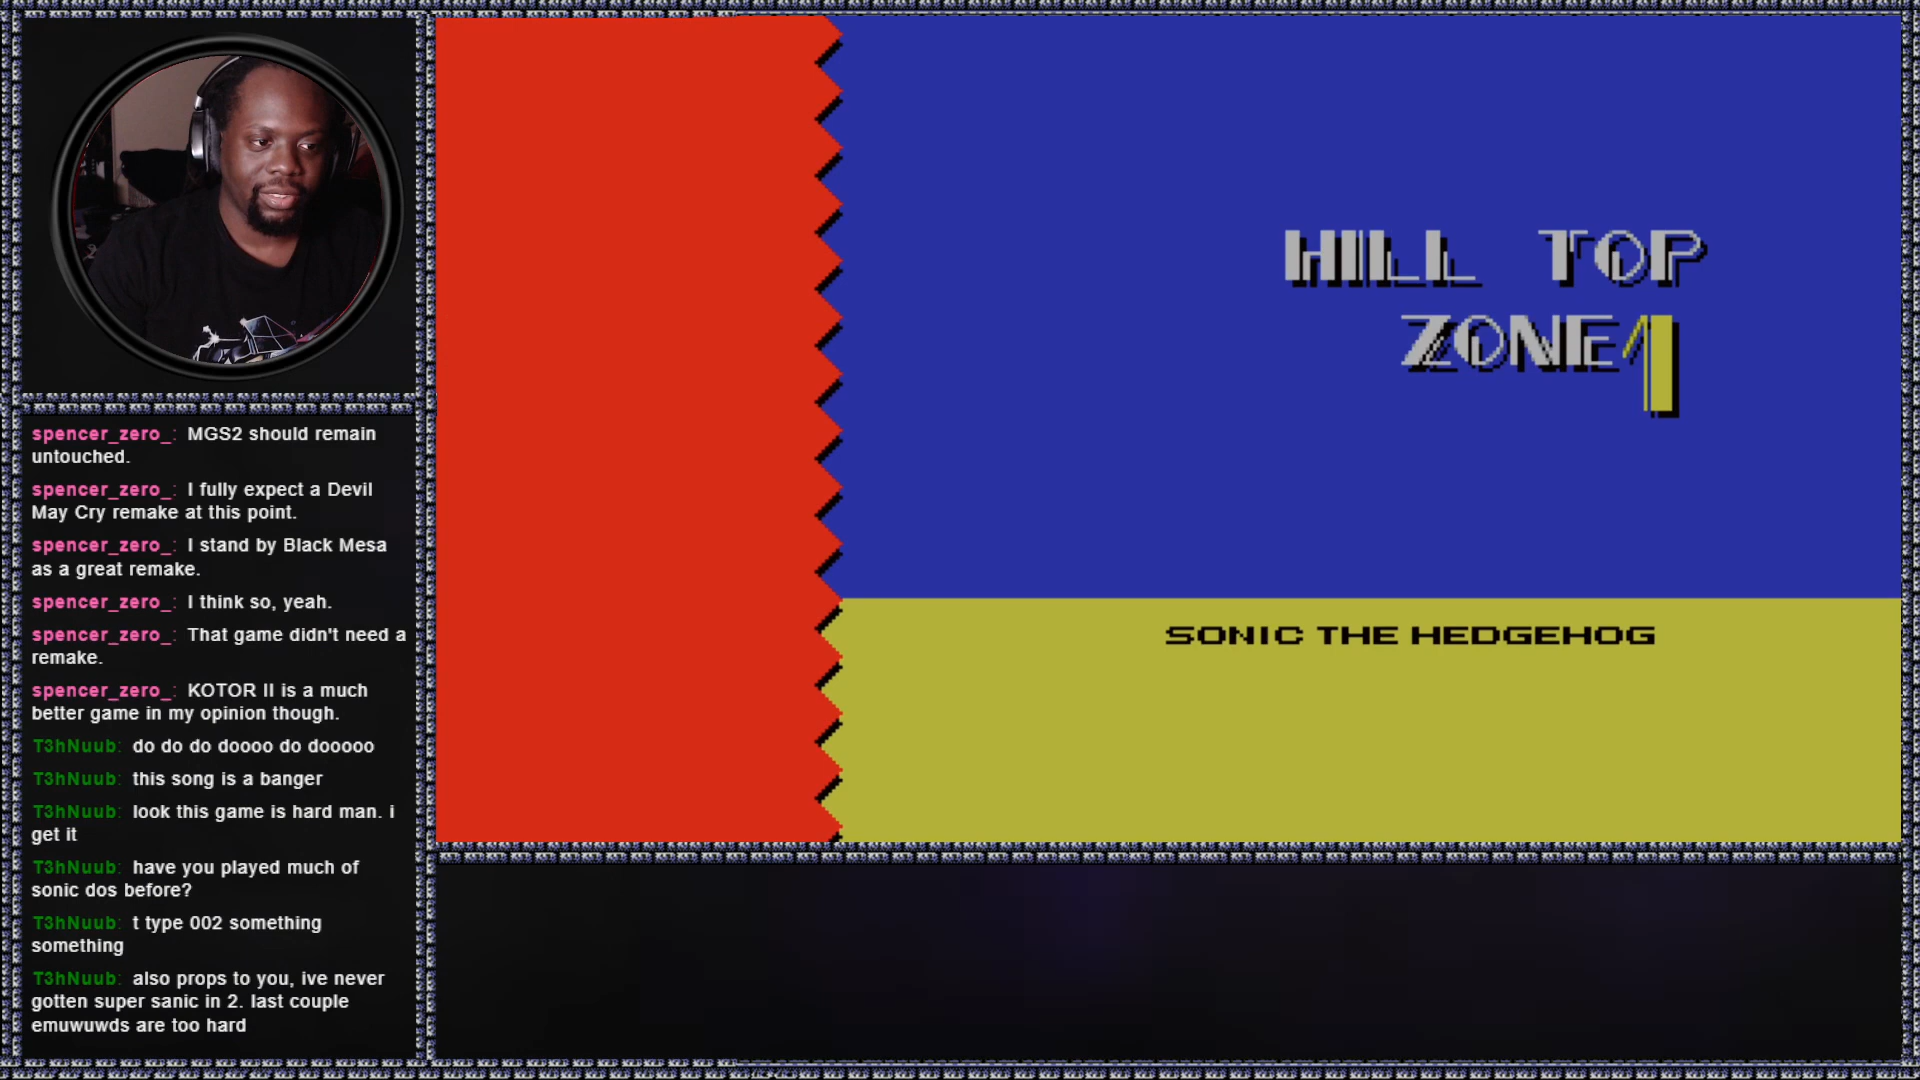 spencer_zero_: MGS2 should remain
untouched.
spencer_zero_: I fully expect a Devil
May Cry remake at this point.
spencer_zero_: I stand by Black Mesa
as a great remake.
spencer_zero_: I think so, yeah.
spencer_zero_: That game didn't need a
remake.
spencer_zero_: KOTOR II is a much
better game in my opinion though.
T3hNuub: do do do doooo do dooooo
T3hNuub: this song is a banger
T3hNuub: look this game is hard man. i
get it
T3hNuub: have you played much of
sonic dos before?
T3hNuub: t type 002 something
something
T3hNuub: also props to you, ive never
gotten super sanic in 2. last couple
emuwuwds are too hard
HILL TOP
ZONE 1
SONIC THE HEDGEHOG